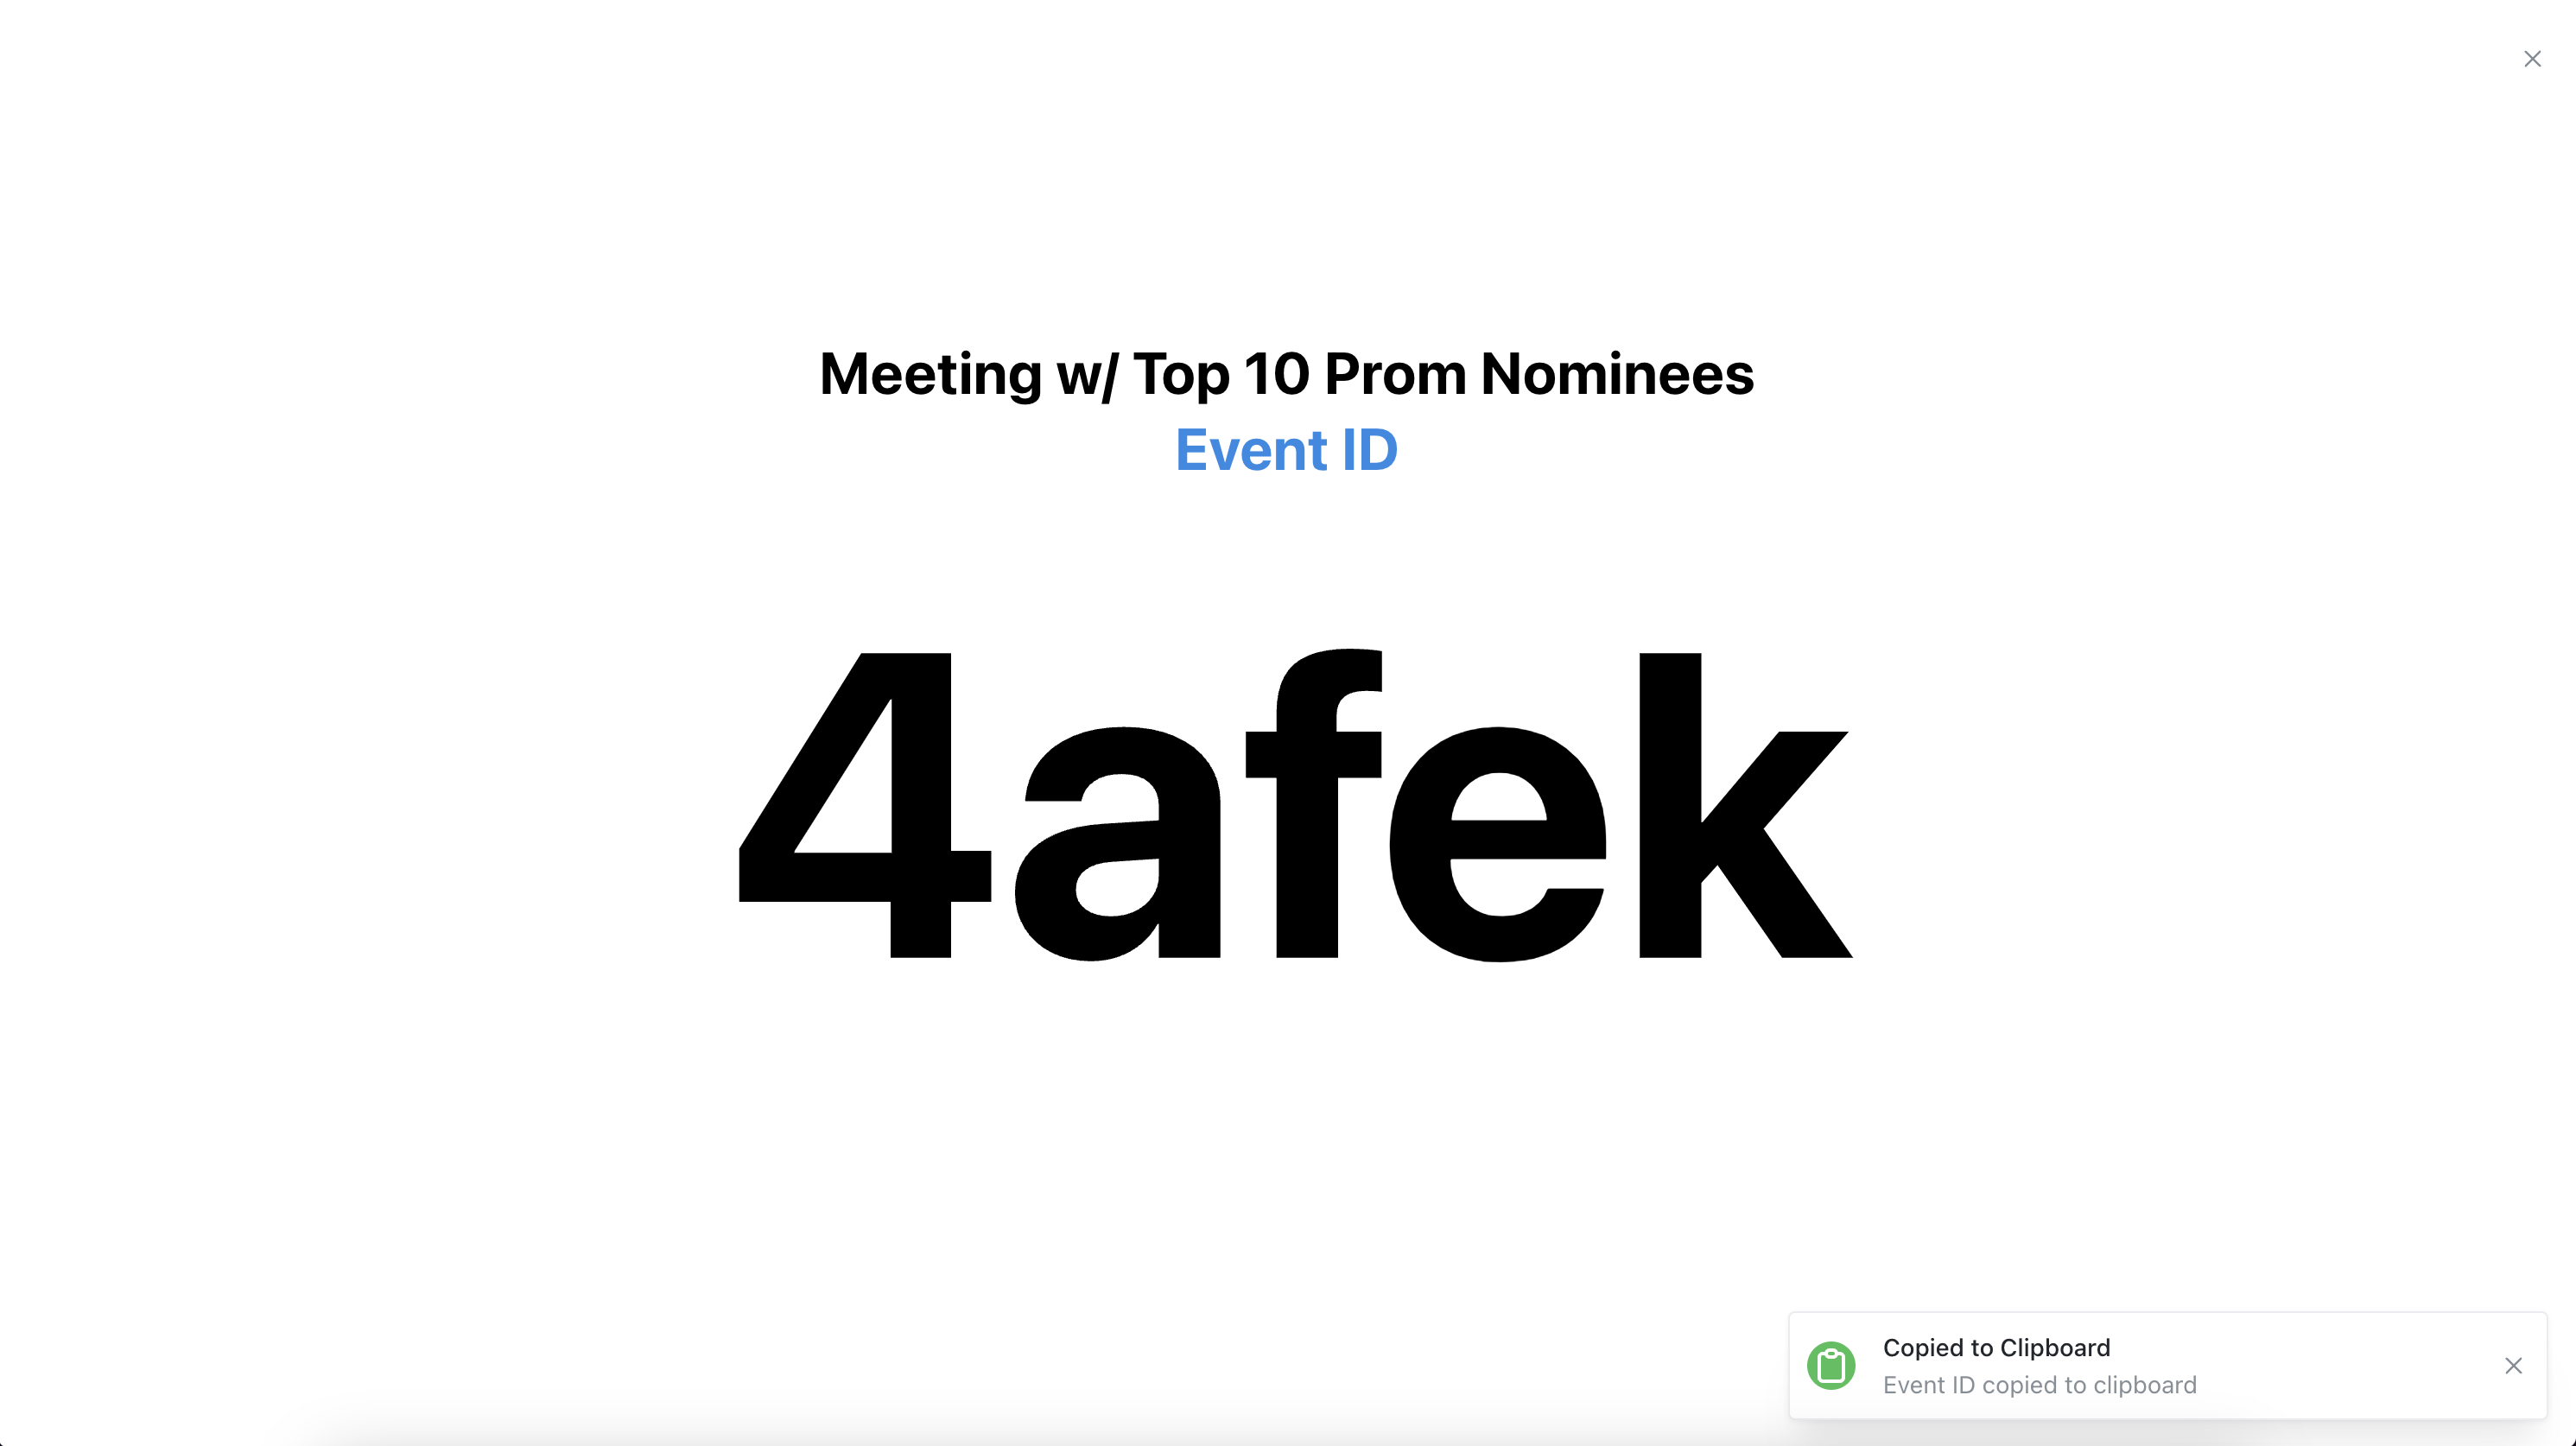 Meeting w/ Top 10 Prom Nominees
Event ID
4afek
Copied to Clipboard
Event ID copied to clipboard